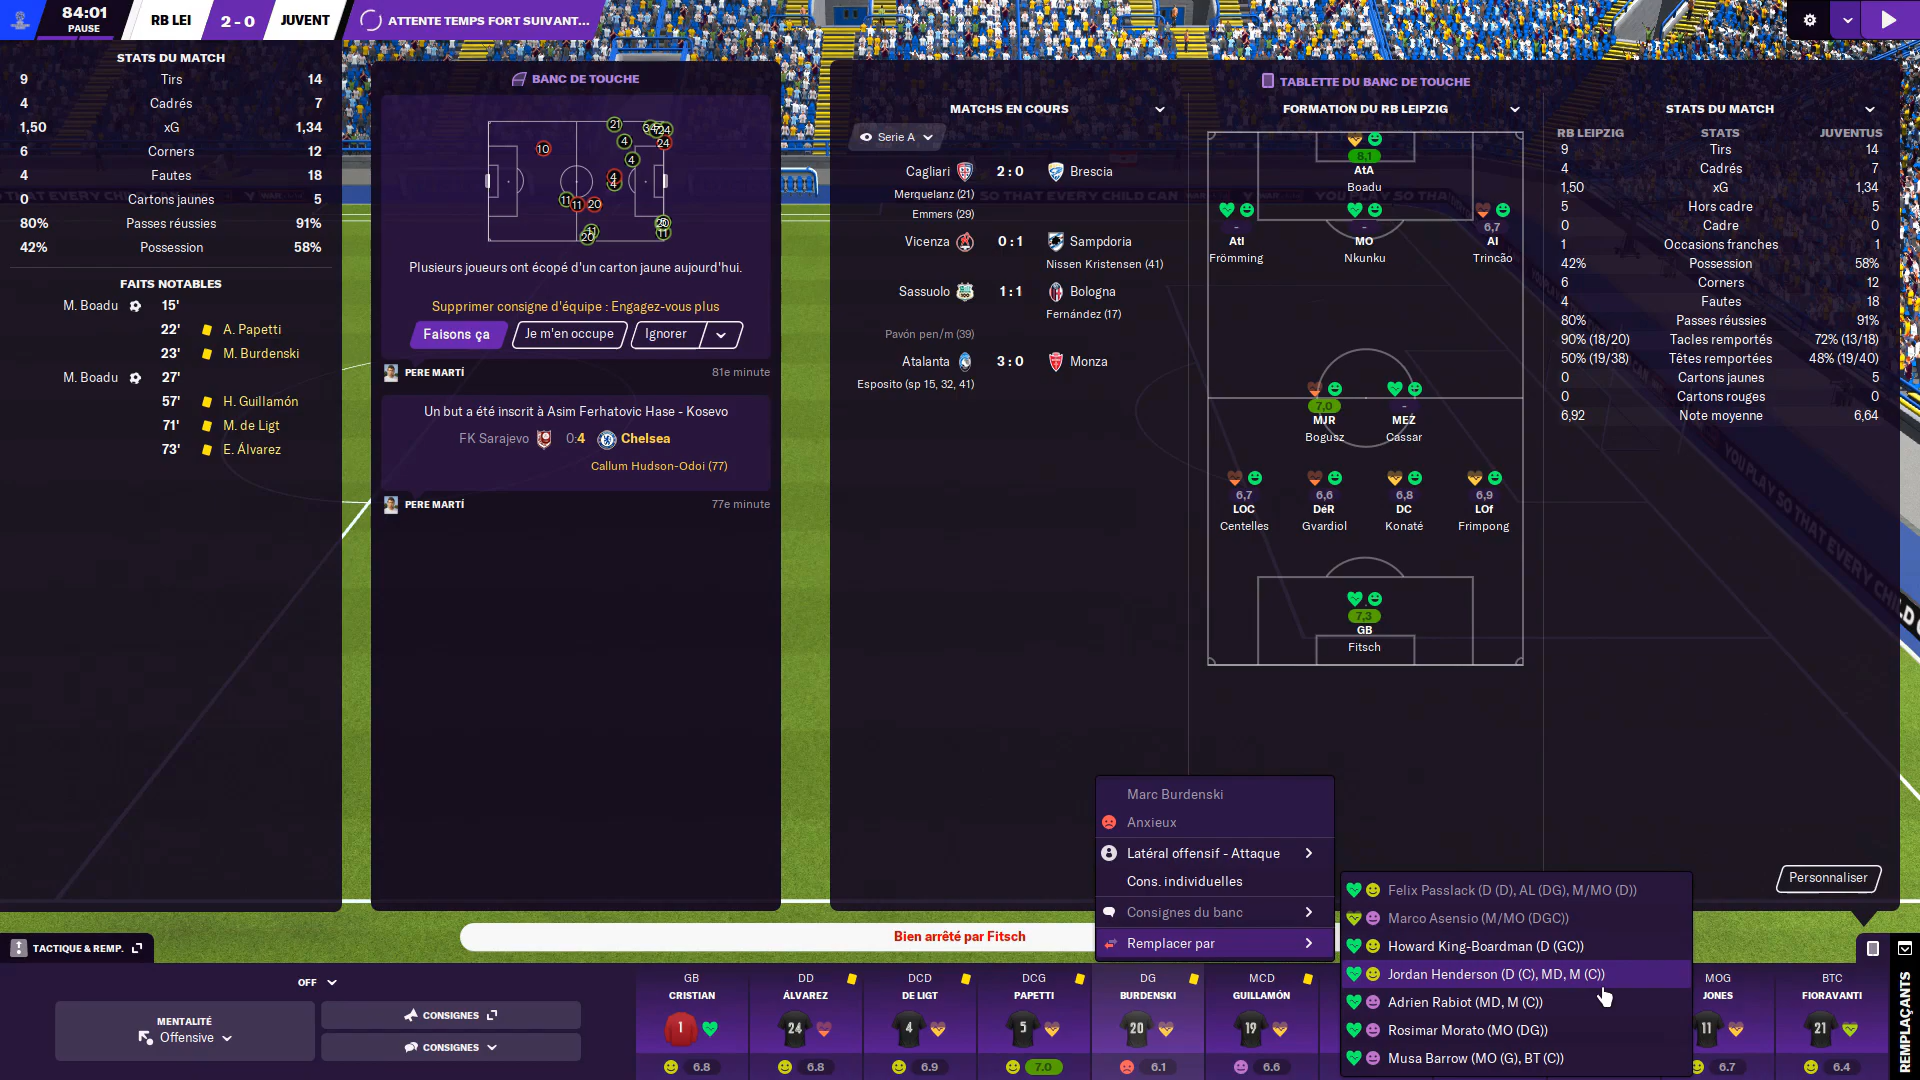 84:01
PAUSE
RB LEI
2 - 0
JUVENT
ATTENTE TEMPS FORT SUIVANT...
STATS DU MATCH
9 Tirs 14
4 Cadrés 7
1,50 xG 1,34
6 Corners 12
4 Fautes 18
0 Cartons jaunes 5
80% Passes réussies 91%
42% Possession 58%
FAITS NOTABLES
M. Boadu 15'
22' A. Papetti
23' M. Burdenski
M. Boadu 27'
57' H. Guillamón
71' M. de Ligt
73' E. Álvarez
BANC DE TOUCHE
Plusieurs joueurs ont écopé d'un carton jaune aujourd'hui.
Supprimer consigne d'équipe : Engagez-vous plus
Faisons ça
Je m'en occupe
Ignorer
PERE MARTÍ 81e minute
Un but a été inscrit à Asim Ferhatovic Hase - Kosevo
FK Sarajevo 0:4 Chelsea
Callum Hudson-Odoi (77)
PERE MARTÍ 77e minute
TABLETTE DU BANC DE TOUCHE
MATCHS EN COURS
Serie A
Cagliari 2 : 0 Brescia
Merquelanz (21)
Emmers (29)
Vicenza 0 : 1 Sampdoria
Nissen Kristensen (41)
Sassuolo 1 : 1 Bologna
Fernández (17)
Pavón pen/m (39)
Atalanta 3 : 0 Monza
Esposito (sp 15, 32, 41)
FORMATION DU RB LEIPZIG
8,1
AtA
Boadu
- - 6,7
AtI MO AI
Frömming Nkunku Trincão
7,0 -
MJR MEZ
Bogusz Cassar
6,7 6,6 6,8 6,9
LOC DéR DC LOf
Centelles Gvardiol Konaté Frimpong
7,3
GB
Fitsch
STATS DU MATCH
RB LEIPZIG STATS JUVENTUS
9 Tirs 14
4 Cadrés 7
1,50 xG 1,34
5 Hors cadre 5
0 Cadre 0
1 Occasions franches 1
42% Possession 58%
6 Corners 12
4 Fautes 18
80% Passes réussies 91%
90% (18/20) Tacles remportés 72% (13/18)
50% (19/38) Têtes remportées 48% (19/40)
0 Cartons jaunes 5
0 Cartons rouges 0
6,92 Note moyenne 6,64
Personnaliser
Marc Burdenski
Anxieux
Latéral offensif - Attaque
Cons. individuelles
Consignes du banc
Remplacer par
Felix Passlack (D (D), AL (DG), M/MO (D))
Marco Asensio (M/MO (DGC))
Howard King-Boardman (D (GC))
Jordan Henderson (D (C), MD, M (C))
Adrien Rabiot (MD, M (C))
Rosimar Morato (MO (DG))
Musa Barrow (MO (G), BT (C))
Bien arrêté par Fitsch
TACTIQUE & REMP.
OFF
MENTALITÉ
Offensive
CONSIGNES
CONSIGNES
GB DD DCD DCG DG MCD MOG BTC
CRISTIAN ÁLVAREZ DE LIGT PAPETTI BURDENSKI GUILLAMÓN JONES FIORAVANTI
1 24 4 5 20 19 11 21
6.8 6.8 6.9 7.0 6.1 6.6 6.7 6.4
REMPLAÇANTS